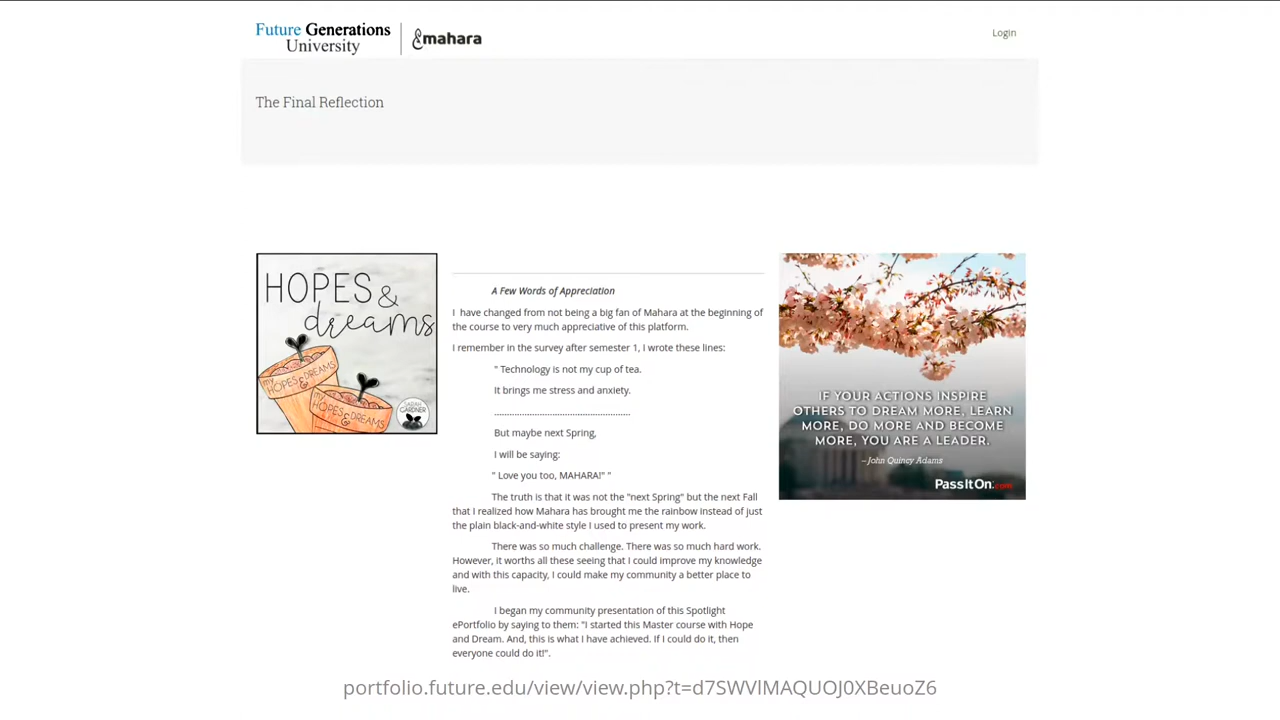 Future Generations
University
mahara
Login
The Final Reflection
HOPES &
dreams
MY
HOPES & DREAMS
MY
HOPES & DREAMS
SARAH
GARDNER
A Few Words of Appreciation
I have changed from not being a big fan of Mahara at the beginning of
the course to very much appreciative of this platform.
I remember in the survey after semester 1, I wrote these lines:
" Technology is not my cup of tea.
It brings me stress and anxiety.
......................................................
But maybe next Spring,
I will be saying:
" Love you too, MAHARA!" "
The truth is that it was not the "next Spring" but the next Fall
that I realized how Mahara has brought me the rainbow instead of just
the plain black-and-white style I used to present my work.
There was so much challenge. There was so much hard work.
However, it worths all these seeing that I could improve my knowledge
and with this capacity, I could make my community a better place to
live.
I began my community presentation of this Spotlight
ePortfolio by saying to them: "I started this Master course with Hope
and Dream. And, this is what I have achieved. If I could do it, then
everyone could do it!".
IF YOUR ACTIONS INSPIRE
OTHERS TO DREAM MORE, LEARN
MORE, DO MORE AND BECOME
MORE, YOU ARE A LEADER.
—John Quincy Adams
PassItOn.com
portfolio.future.edu/view/view.php?t=d7SWVlMAQUOJ0XBeuoZ6